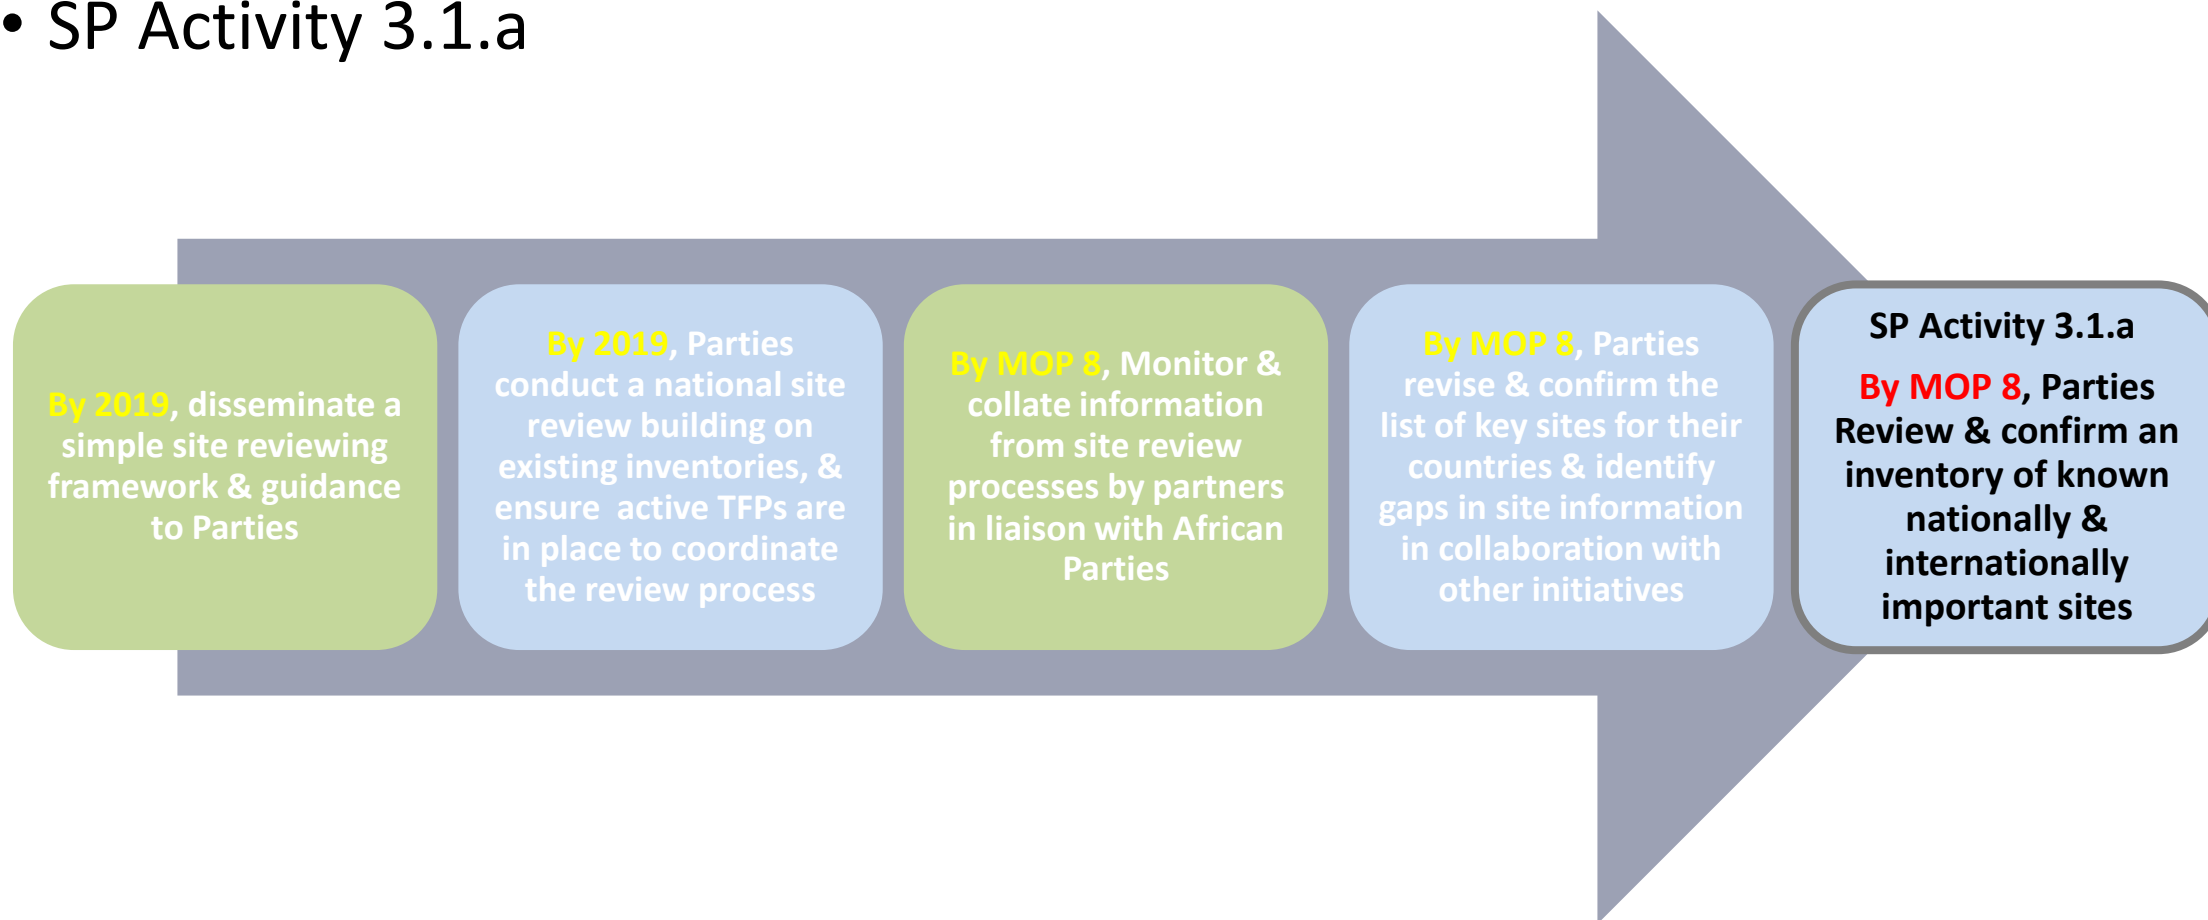 • SP Activity 3.1.a
By 2019, disseminate a
simple site reviewing
framework & guidance
to Parties
By 2019, Parties
conduct a national site
review building on
existing inventories, &
ensure  active TFPs are
in place to coordinate
the review process
By MOP 8, Monitor &
collate information
from site review
processes by partners
in liaison with African
Parties
By MOP 8, Parties
revise & confirm the
list of key sites for their
countries & identify
gaps in site information
in collaboration with
other initiatives
SP Activity 3.1.a
By MOP 8, Parties
Review & confirm an
inventory of known
nationally &
internationally
important sites